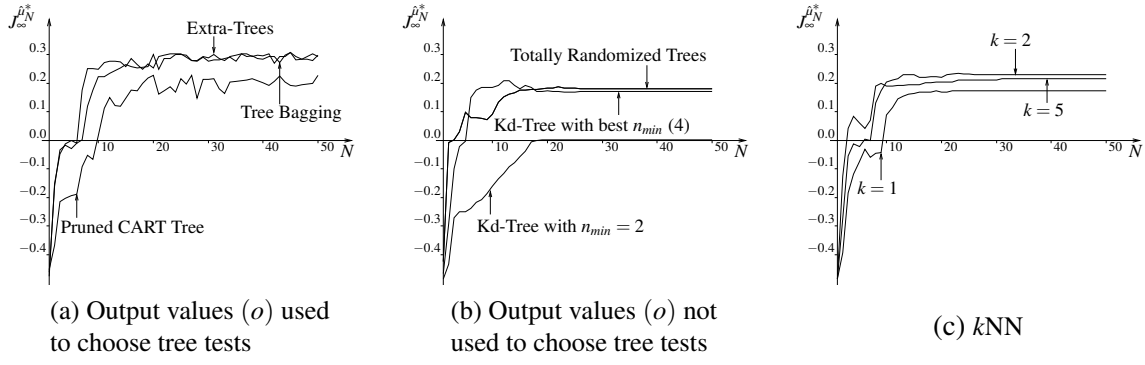 J_∞^{μ̂*_N}
0.3
0.2
0.1
0.0
−0.1
−0.2
−0.3
−0.4
10
20
30
40
50
N
Extra-Trees
Tree Bagging
Pruned CART Tree
(a) Output values (o) used
to choose tree tests
J_∞^{μ̂*_N}
0.3
0.2
0.1
0.0
−0.1
−0.2
−0.3
−0.4
10
20
30
40
50
N
Totally Randomized Trees
Kd-Tree with best n_min (4)
Kd-Tree with n_min = 2
(b) Output values (o) not
used to choose tree tests
J_∞^{μ̂*_N}
0.3
0.2
0.1
0.0
−0.1
−0.2
−0.3
−0.4
10
20
30
40
50
N
k = 2
k = 5
k = 1
(c) kNN